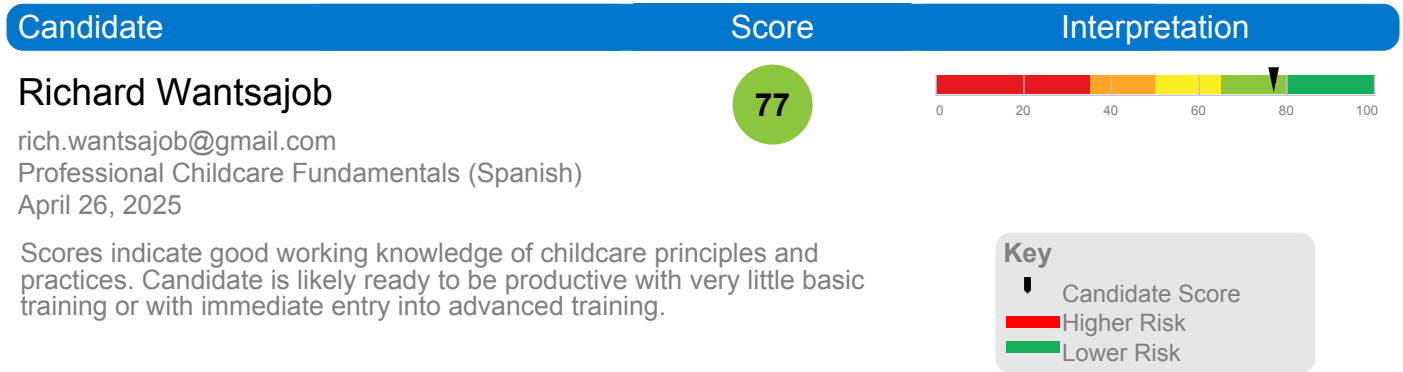 Candidate Score Interpretation
Richard Wantsajob
77
0 20 40 60 80 100
rich.wantsajob@gmail.com
Professional Childcare Fundamentals (Spanish)
April 26, 2025
Scores indicate good working knowledge of childcare principles and
practices. Candidate is likely ready to be productive with very little basic
training or with immediate entry into advanced training.
Key
Candidate Score
Higher Risk
Lower Risk